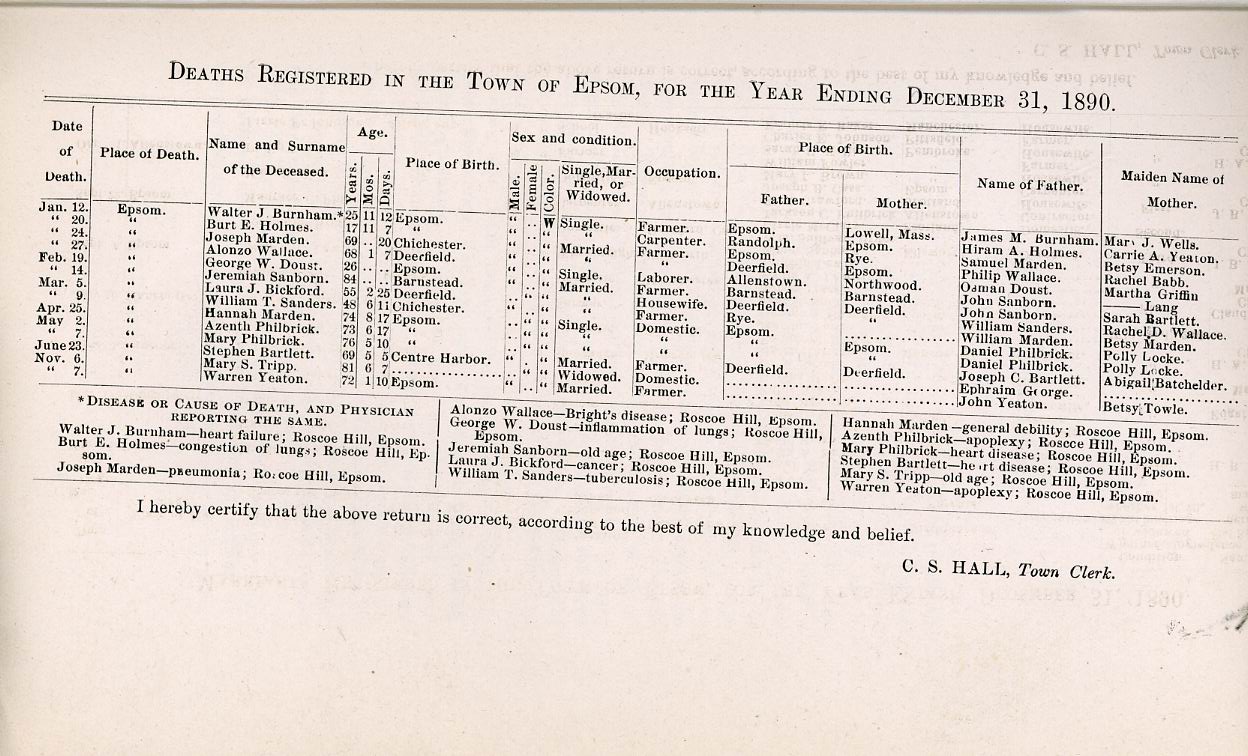 DEATHS REGISTERED IN THE TOWN OF EPSOM, FOR THE YEAR ENDING DECEMBER 31, 1890.
Date of Death. Place of Death. Name and Surname of the Deceased. Age. Years. Mos. Days. Place of Birth. Sex and condition. Male. Female Color. Single, Married, or Widowed. Occupation. Place of Birth. Father. Mother. Name of Father. Maiden Name of Mother.
Jan. 12. Epsom. Walter J. Burnham.* 25 11 12 Epsom. “ .. W Single. Farmer. Epsom. Lowell, Mass. James M. Burnham. Mary J. Wells.
“ 20. “ Burt E. Holmes. 17 11 7 “ “ .. “ “ Carpenter. Randolph. Epsom. Hiram A. Holmes. Carrie A. Yeaton.
“ 24. “ Joseph Marden. 69 .. 20 Chichester. “ .. “ Married. Farmer. Epsom. Rye. Samuel Marden. Betsy Emerson.
“ 27. “ Alonzo Wallace. 68 1 7 Deerfield. “ .. “ “ “ Deerfield. Epsom. Philip Wallace. Rachel Babb.
Feb. 19. “ George W. Doust. 26 .. .. Epsom. “ .. “ Single. Laborer. Allenstown. Northwood. Osman Doust. Martha Griffin
“ 14. “ Jeremiah Sanborn. 84 .. .. Barnstead. “ .. “ Married. Farmer. Barnstead. Barnstead. John Sanborn. —— Lang
Mar. 5. “ Laura J. Bickford. 55 2 25 Deerfield. .. “ “ “ Housewife. Deerfield. Deerfield. John Sanborn. Sarah Bartlett.
“ 9. “ William T. Sanders. 48 6 11 Chichester. “ .. “ “ Farmer. Rye. “ William Sanders. Rachel D. Wallace.
Apr. 25. “ Hannah Marden. 74 8 17 Epsom. .. “ “ Single. Domestic. Epsom. .......... William Marden. Betsy Marden.
May 2. “ Azenth Philbrick. 73 6 17 “ .. “ “ “ “ “ Epsom. Daniel Philbrick. Polly Locke.
“ 7. “ Mary Philbrick. 76 5 10 “ .. “ “ “ “ “ “ Daniel Philbrick. Polly Locke.
June 23. “ Stephen Bartlett. 69 5 5 Centre Harbor. “ .. “ Married. Farmer. Deerfield. Deerfield. Joseph C. Bartlett. Abigail Batchelder.
Nov. 6. “ Mary S. Tripp. 81 6 7 .......... .. “ “ Widowed. Domestic. .......... .......... Ephraim George. ..........
“ 7. “ Warren Yeaton. 72 1 10 Epsom. “ .. “ Married. Farmer. .......... .......... John Yeaton. Betsy Towle.
*DISEASE OR CAUSE OF DEATH, AND PHYSICIAN
REPORTING THE SAME.
Walter J. Burnham—heart failure; Roscoe Hill, Epsom.
Burt E. Holmes—congestion of lungs; Roscoe Hill, Ep-
som.
Joseph Marden—pneumonia; Roscoe Hill, Epsom.
Alonzo Wallace—Bright's disease; Roscoe Hill, Epsom.
George W. Doust—inflammation of lungs; Roscoe Hill,
Epsom.
Jeremiah Sanborn—old age; Roscoe Hill, Epsom.
Laura J. Bickford—cancer; Roscoe Hill, Epsom.
William T. Sanders—tuberculosis; Roscoe Hill, Epsom.
Hannah Marden—general debility; Roscoe Hill, Epsom.
Azenth Philbrick—apoplexy; Roscoe Hill, Epsom.
Mary Philbrick—heart disease; Roscoe Hill, Epsom.
Stephen Bartlett—heart disease; Roscoe Hill, Epsom.
Mary S. Tripp—old age; Roscoe Hill, Epsom.
Warren Yeaton—apoplexy; Roscoe Hill, Epsom.
I hereby certify that the above return is correct, according to the best of my knowledge and belief.
C. S. HALL, Town Clerk.